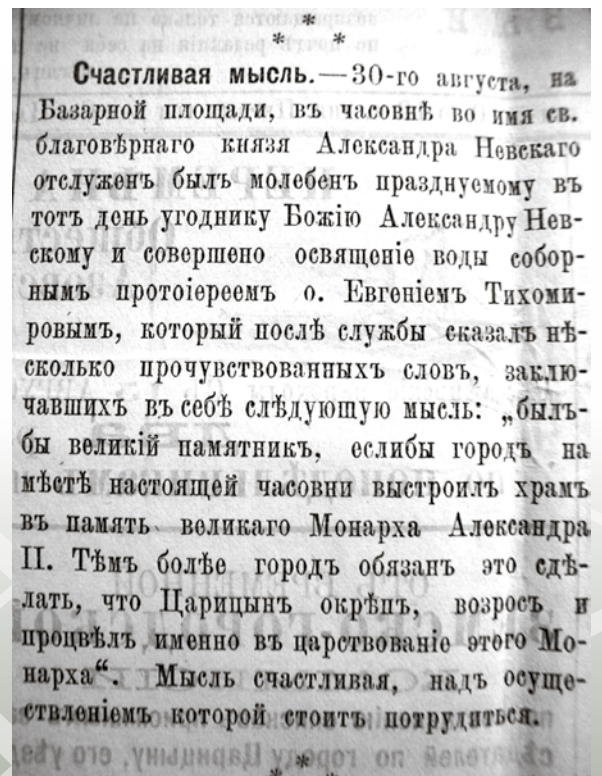 *
* *
Счастливая мысль.—30-го августа, на
Базарной площади, въ часовнѣ во имя св.
благовѣрнаго князя Александра Невскаго
отслуженъ былъ молебенъ празднуемому въ
тотъ день угоднику Божію Александру Нев-
скому и совершено освященіе воды собор-
нымъ протоіереемъ о. Евгеніемъ Тихоми-
ровымъ, который послѣ службы сказалъ нѣ-
сколько прочувствованныхъ словъ, заклю-
чавшихъ въ себѣ слѣдующую мысль: „былъ-
бы великій памятникъ, еслибы городъ на
мѣстѣ настоящей часовни выстроилъ храмъ
въ память великаго Монарха Александра
II. Тѣмъ болѣе городъ обязанъ это сдѣ-
лать, что Царицынъ окрѣпъ, возросъ и
процвѣлъ именно въ царствованіе этого Мо-
нарха“. Мысль счастливая, надъ осуще-
ствленіемъ которой стоитъ потрудиться.
*
* *